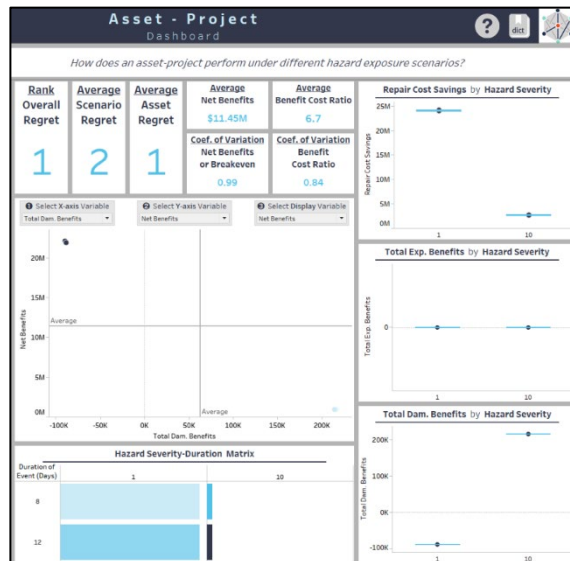 Asset - Project
Dashboard
?
dict
How does an asset-project perform under different hazard exposure scenarios?
Rank
Overall
Regret
1
Average
Scenario
Regret
2
Average
Asset
Regret
1
Average
Net Benefits
$11.45M
Average
Benefit Cost Ratio
6.7
Coef. of Variation
Net Benefits
or Breakeven
0.99
Coef. of Variation
Benefit
Cost Ratio
0.84
1 Select X-axis Variable
Total Dam. Benefits
2 Select Y-axis Variable
Net Benefits
3 Select Display Variable
Net Benefits
Net Benefits
20M
15M
10M
5M
0M
Average
Average
-100K -50K 0K 50K 100K 150K 200K
Total Dam. Benefits
Hazard Severity-Duration Matrix
Duration of
Event (Days)
1 10
8
12
Repair Cost Savings by Hazard Severity
Repair Cost Savings
25M
20M
15M
10M
5M
0M
1 10
Total Exp. Benefits by Hazard Severity
Total Exp. Benefits
0
1 10
Total Dam. Benefits by Hazard Severity
Total Dam. Benefits
200K
100K
0K
-100K
1 10